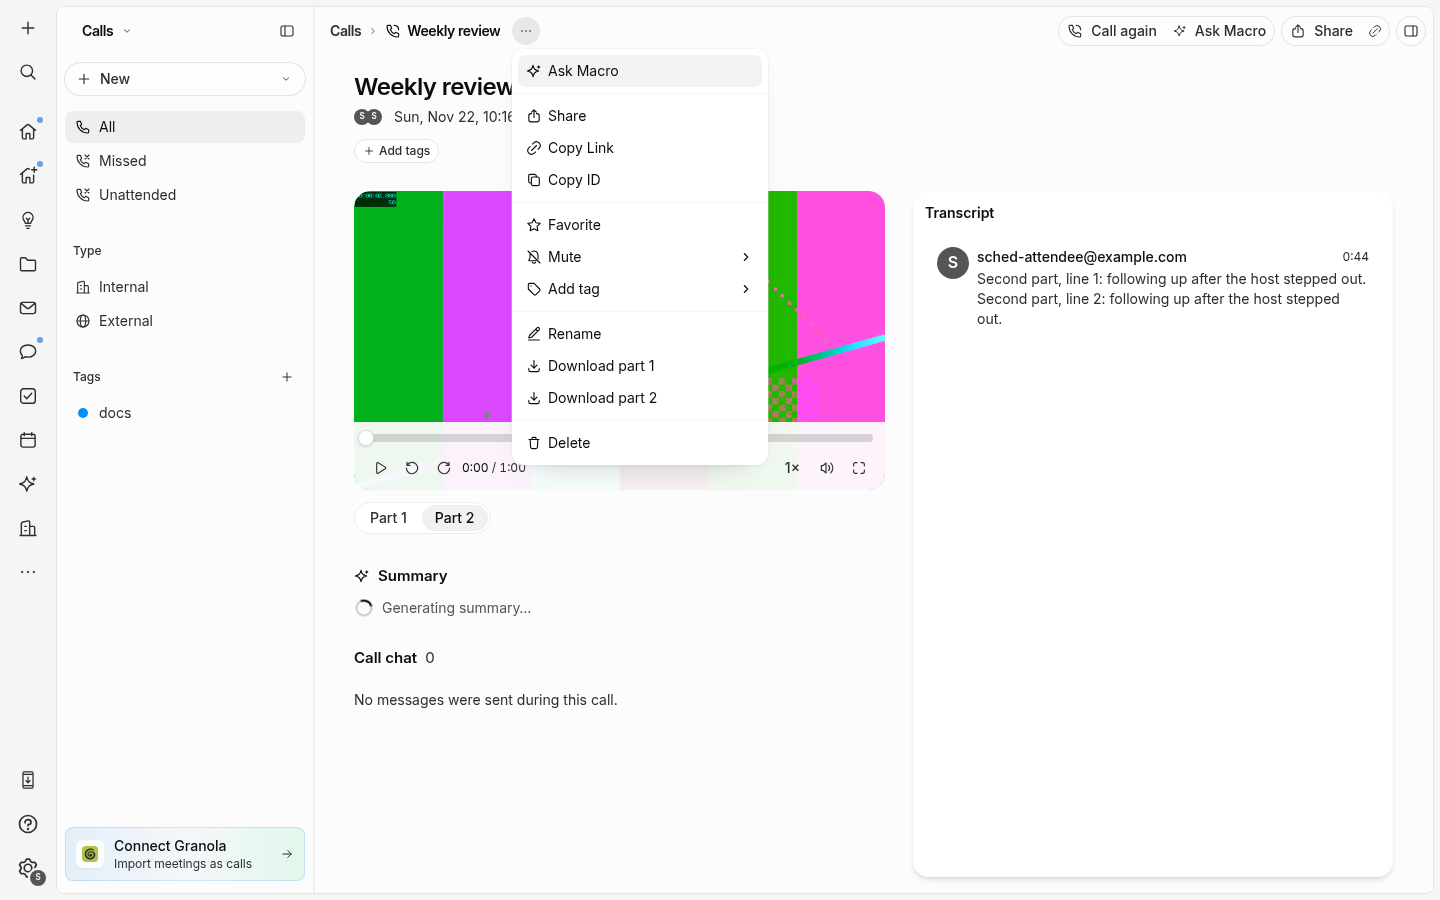 Calls
New
All
Missed
Unattended
Type
Internal
External
Tags
docs
Connect Granola
Import meetings as calls
S
Calls
Weekly review
Call again
Ask Macro
Share
Weekly review
S S Sun, Nov 22, 10:16
Add tags
Ask Macro
Share
Copy Link
Copy ID
Favorite
Mute
Add tag
Rename
Download part 1
Download part 2
Delete
0:00 / 1:00
1×
Part 1 Part 2
Summary
Generating summary...
Call chat 0
No messages were sent during this call.
Transcript
S
sched-attendee@example.com 0:44
Second part, line 1: following up after the host stepped out.
Second part, line 2: following up after the host stepped
out.